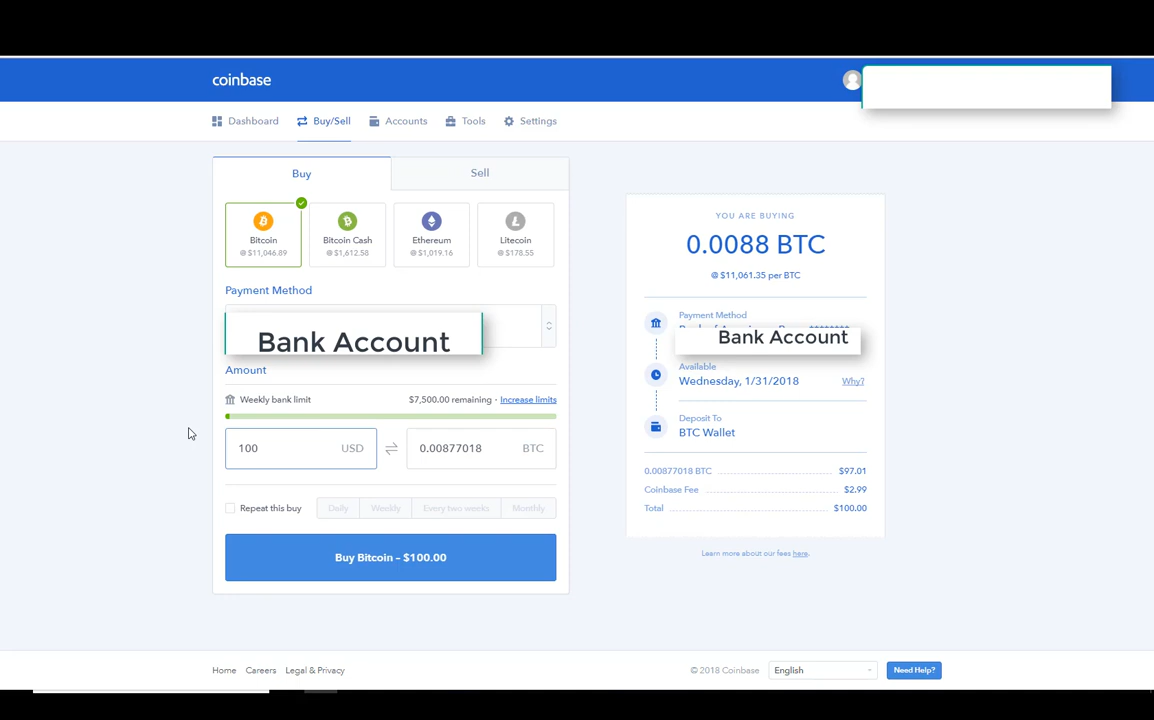 coinbase
Dashboard Buy/Sell Accounts Tools Settings
Buy Sell
Bitcoin Bitcoin Cash Ethereum Litecoin
@ $11,046.89 @ $1,612.58 @ $1,019.16 @ $178.55
Payment Method
Bank Account
Amount
Weekly bank limit $7,500.00 remaining · Increase limits
100 USD 0.00877018 BTC
Repeat this buy Daily Weekly Every two weeks Monthly
Buy Bitcoin – $100.00
YOU ARE BUYING
0.0088 BTC
@ $11,061.35 per BTC
Payment Method
Bank Account
Available
Wednesday, 1/31/2018 Why?
Deposit To
BTC Wallet
0.00877018 BTC $97.01
Coinbase Fee $2.99
Total $100.00
Learn more about our fees here.
Home Careers Legal & Privacy
© 2018 Coinbase English Need Help?